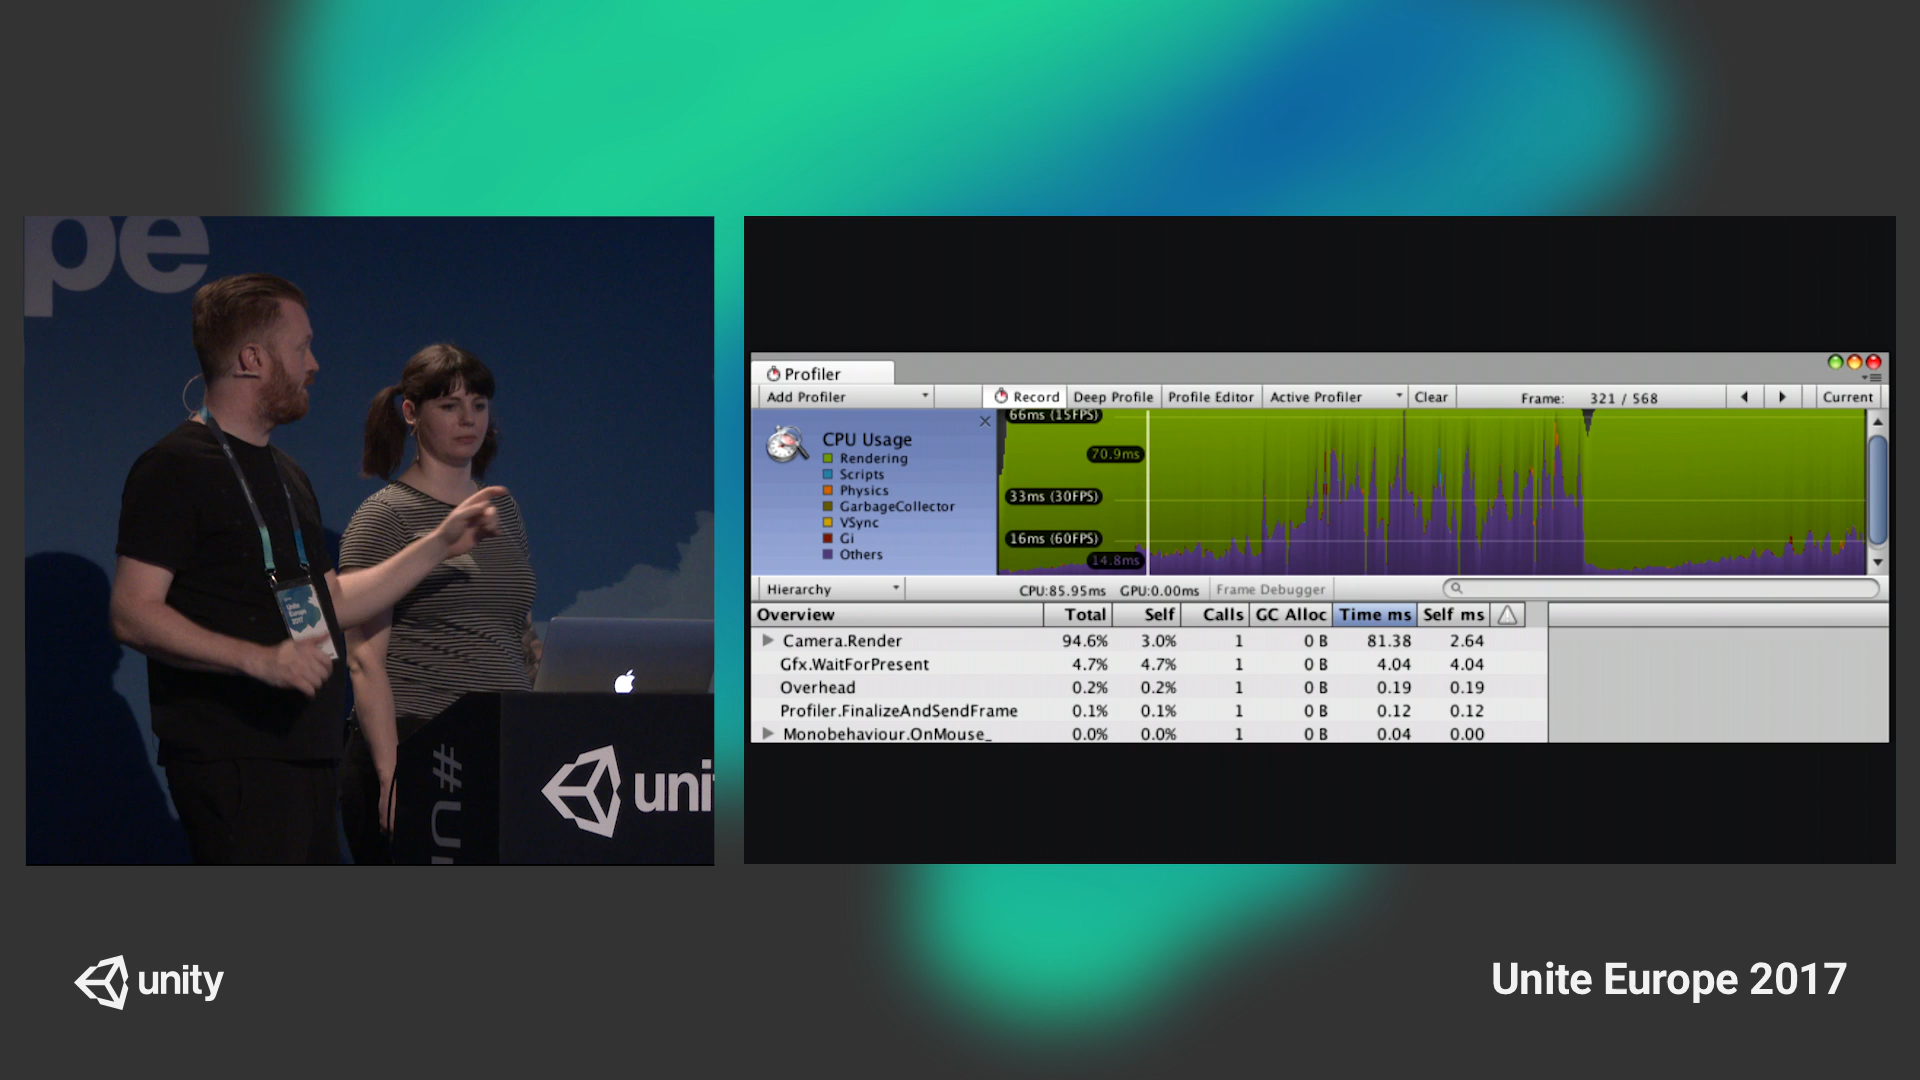 pe
Unite
Europe
2017
#U
uni
Profiler
Add Profiler
Record
Deep Profile
Profile Editor
Active Profiler
Clear
Frame: 321 / 568
Current
CPU Usage
Rendering
Scripts
Physics
GarbageCollector
VSync
Gi
Others
66ms (15FPS)
70.9ms
33ms (30FPS)
16ms (60FPS)
14.8ms
Hierarchy
CPU:85.95ms GPU:0.00ms
Frame Debugger
Overview Total Self Calls GC Alloc Time ms Self ms
Camera.Render 94.6% 3.0% 1 0 B 81.38 2.64
Gfx.WaitForPresent 4.7% 4.7% 1 0 B 4.04 4.04
Overhead 0.2% 0.2% 1 0 B 0.19 0.19
Profiler.FinalizeAndSendFrame 0.1% 0.1% 1 0 B 0.12 0.12
Monobehaviour.OnMouse_ 0.0% 0.0% 1 0 B 0.04 0.00
unity
Unite Europe 2017